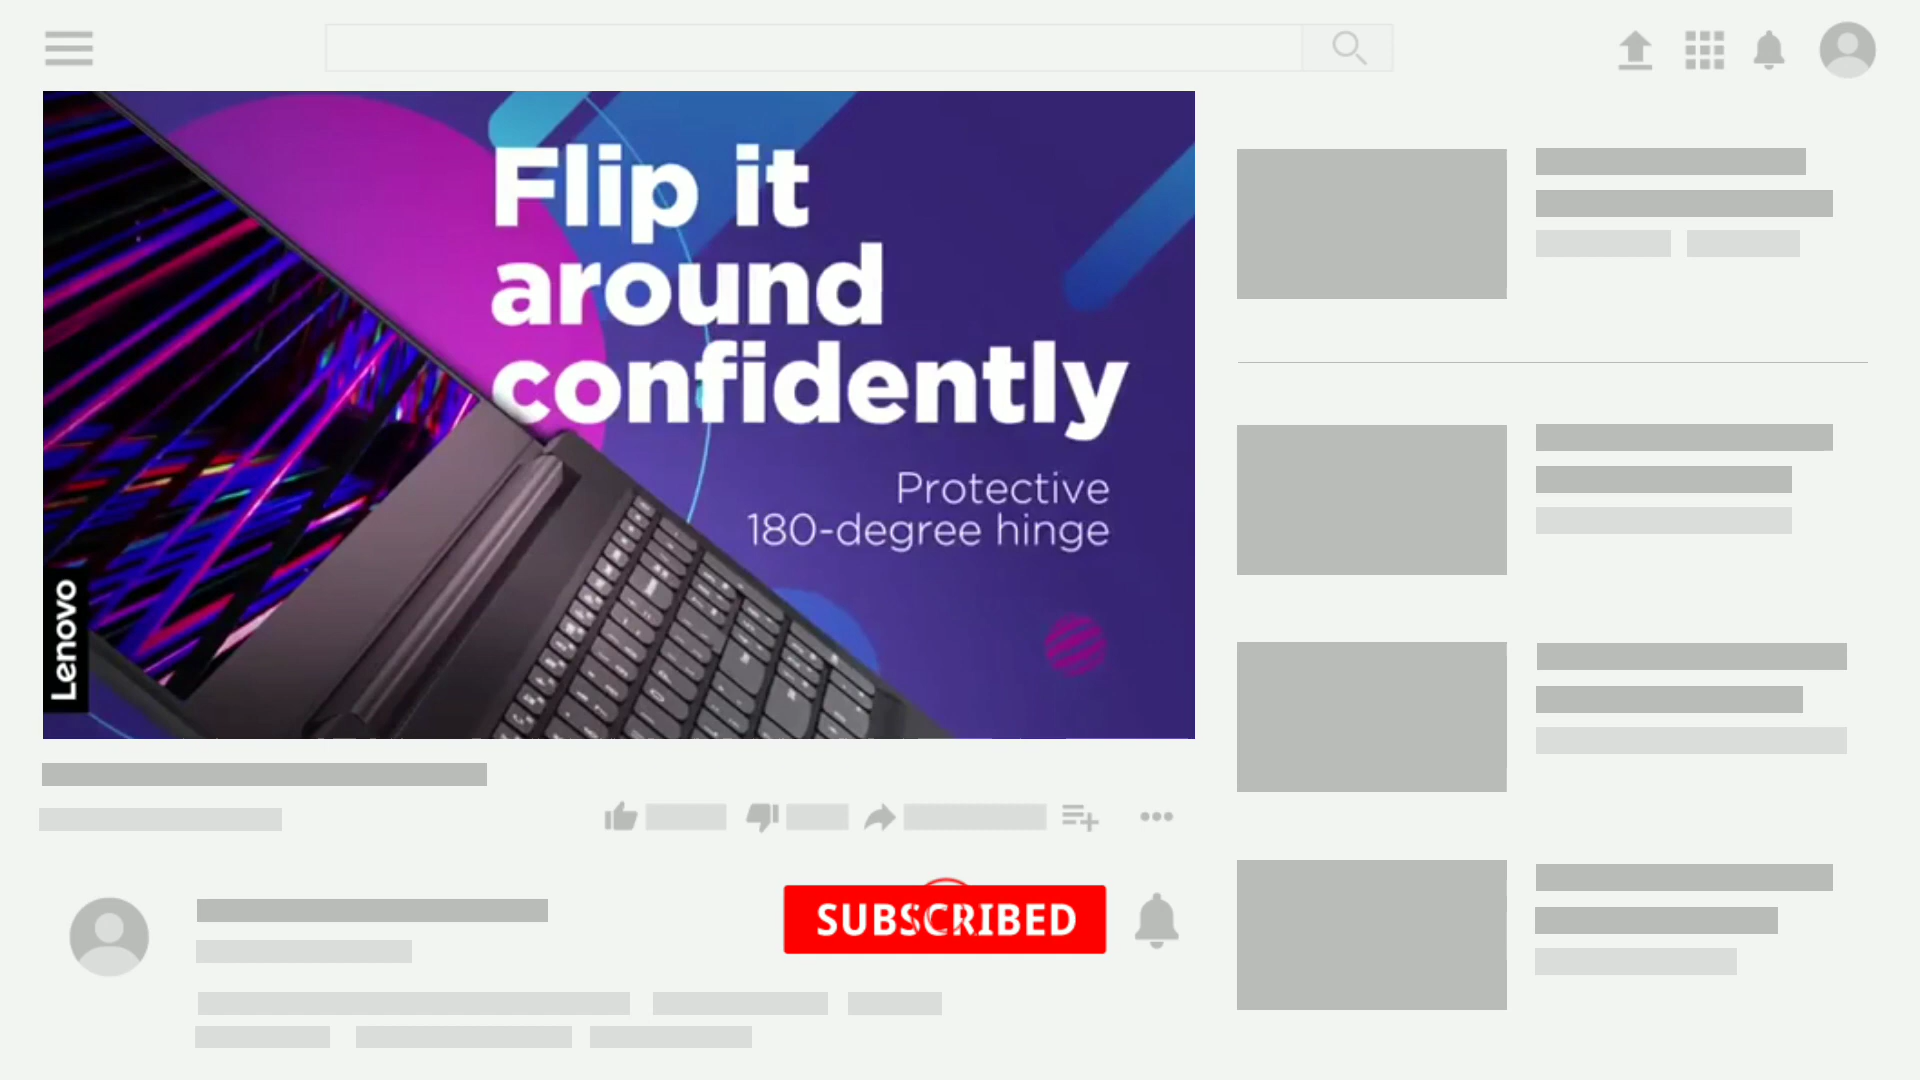 Flip it
around
confidently
Protective
180-degree hinge
Lenovo
SUBSCRIBED